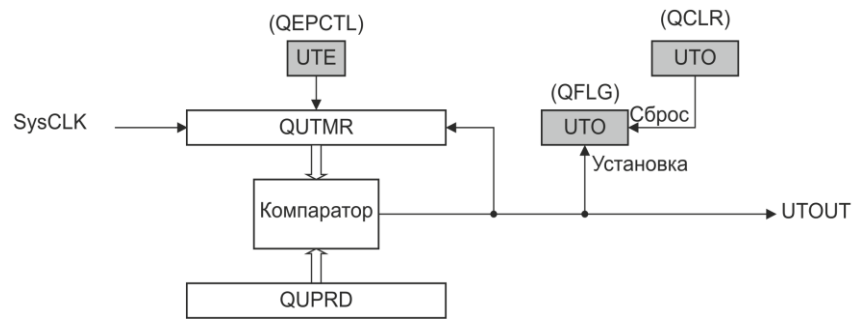 (QEPCTL)
UTE
(QCLR)
UTO
(QFLG)
SysCLK
QUTMR
UTO
Сброс
Установка
Компаратор
UTOUT
QUPRD